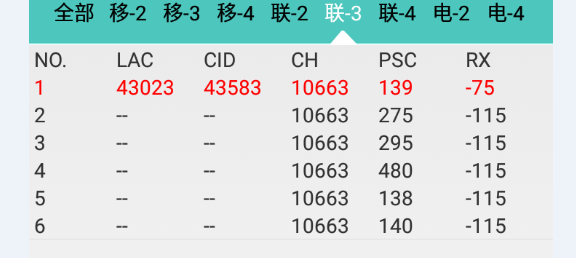 全部 移-2 移-3 移-4 联-2 联-3 联-4 电-2 电-4
NO. LAC CID CH PSC RX
1 43023 43583 10663 139 -75
2 -- -- 10663 275 -115
3 -- -- 10663 295 -115
4 -- -- 10663 480 -115
5 -- -- 10663 138 -115
6 -- -- 10663 140 -115